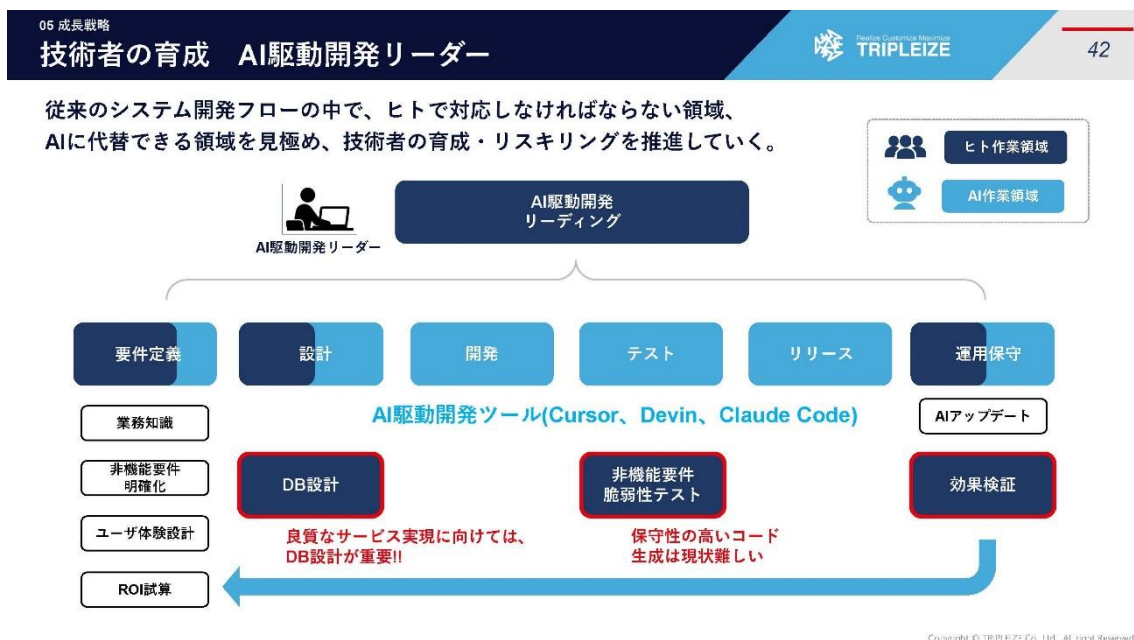 05 成長戦略
技術者の育成　AI駆動開発リーダー
Realize Customize Maximize
TRIPLEIZE
42
従来のシステム開発フローの中で、ヒトで対応しなければならない領域、
AIに代替できる領域を見極め、技術者の育成・リスキリングを推進していく。
ヒト作業領域
AI作業領域
AI駆動開発
リーディング
AI駆動開発リーダー
要件定義
設計
開発
テスト
リリース
運用保守
AI駆動開発ツール(Cursor、Devin、Claude Code)
業務知識
非機能要件
明確化
ユーザ体験設計
ROI試算
DB設計
良質なサービス実現に向けては、
DB設計が重要!!
非機能要件
脆弱性テスト
保守性の高いコード
生成は現状難しい
AIアップデート
効果検証
Copyright © TRIPLEIZE Co., Ltd. All right Reserved